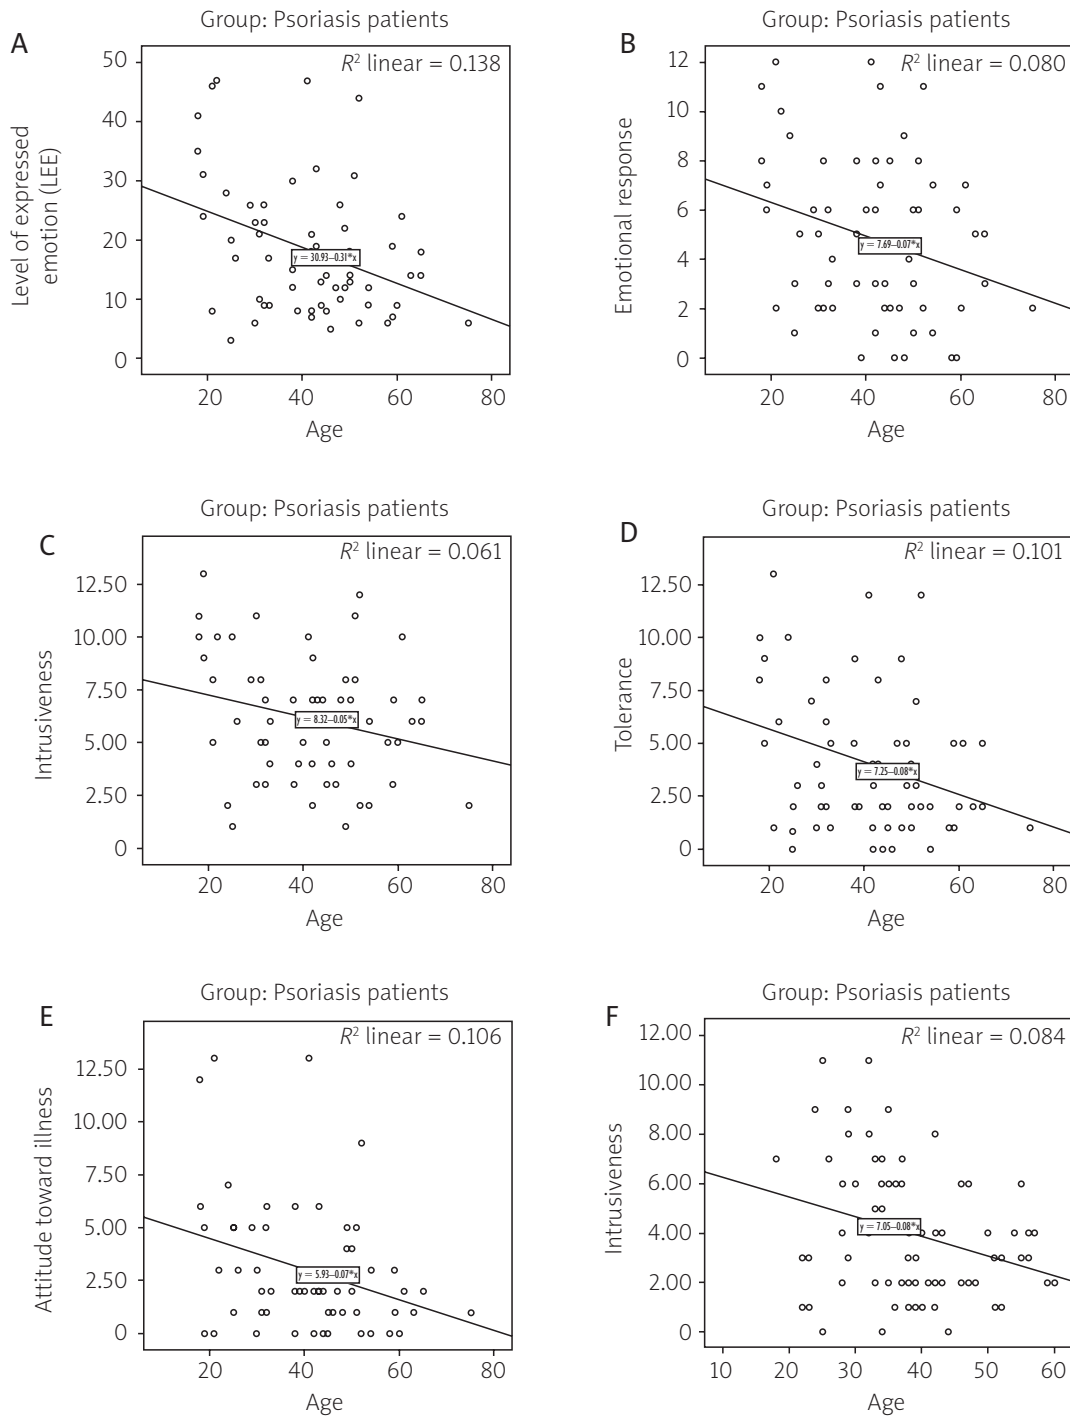 Group: Psoriasis patients
A
R² linear = 0.138
50
40
30
20
10
0
Level of expressed
emotion (LEE)
y = 30.93–0.31*x
20 40 60 80
Age
Group: Psoriasis patients
B
R² linear = 0.080
12
10
8
6
4
2
0
Emotional response
y = 7.69–0.07*x
20 40 60 80
Age
Group: Psoriasis patients
C
R² linear = 0.061
12.50
10.00
7.50
5.00
2.50
0
Intrusiveness
y = 8.32–0.05*x
20 40 60 80
Age
Group: Psoriasis patients
D
R² linear = 0.101
12.50
10.00
7.50
5.00
2.50
0
Tolerance
y = 7.25–0.08*x
20 40 60 80
Age
Group: Psoriasis patients
E
R² linear = 0.106
12.50
10.00
7.50
5.00
2.50
0
Attitude toward illness
y = 5.93–0.07*x
20 40 60 80
Age
Group: Psoriasis patients
F
R² linear = 0.084
12.00
10.00
8.00
6.00
4.00
2.00
0
Intrusiveness
y = 7.05–0.08*x
10 20 30 40 50 60
Age